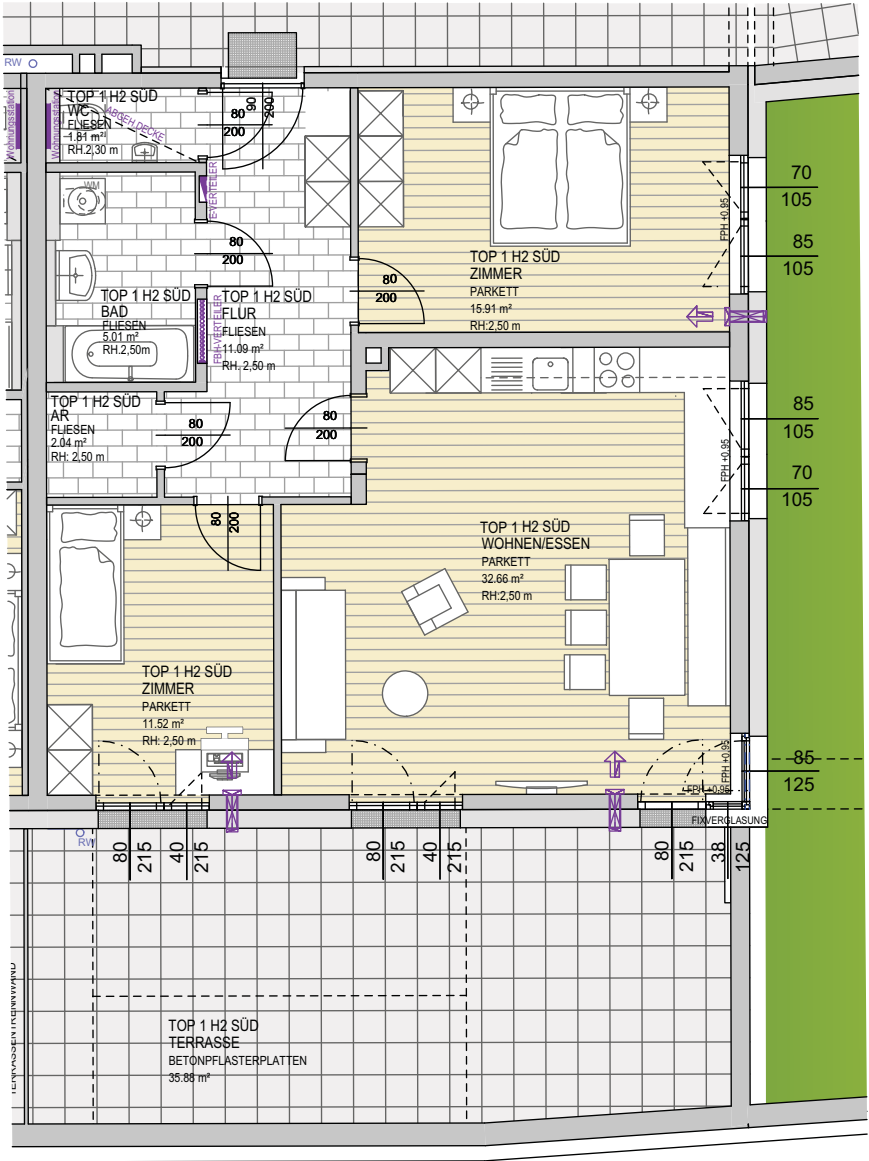 RW
Wohnungsstation
Wohnungsstation
TOP 1 H2 SÜD
WC
FLIESEN
1.81 m²
RH.2,30 m
ABGEH.DECKE
80
200
90
200
E-VERTEILER
WM
80
200
TOP 1 H2 SÜD
BAD
FLIESEN
5.01 m²
RH.2,50m
FBH-VERTEILER
TOP 1 H2 SÜD
FLUR
FLIESEN
11.09 m²
RH. 2,50 m
80
200
TOP 1 H2 SÜD
ZIMMER
PARKETT
15.91 m²
RH:2,50 m
FPH +0,95
70
105
85
105
TOP 1 H2 SÜD
AR
FLIESEN
2.04 m²
RH: 2,50 m
80
200
80
200
80
200
FPH +0,95
85
105
70
105
TOP 1 H2 SÜD
WOHNEN/ESSEN
PARKETT
32.66 m²
RH:2,50 m
TOP 1 H2 SÜD
ZIMMER
PARKETT
11.52 m²
RH: 2,50 m
FPH +0,95
FPH +0,95
85
125
FIXVERGLASUNG
RW
80
215
40
215
80
215
40
215
80
215
38
125
TERRASSENTRENNWAND
TOP 1 H2 SÜD
TERRASSE
BETONPFLASTERPLATTEN
35.88 m²